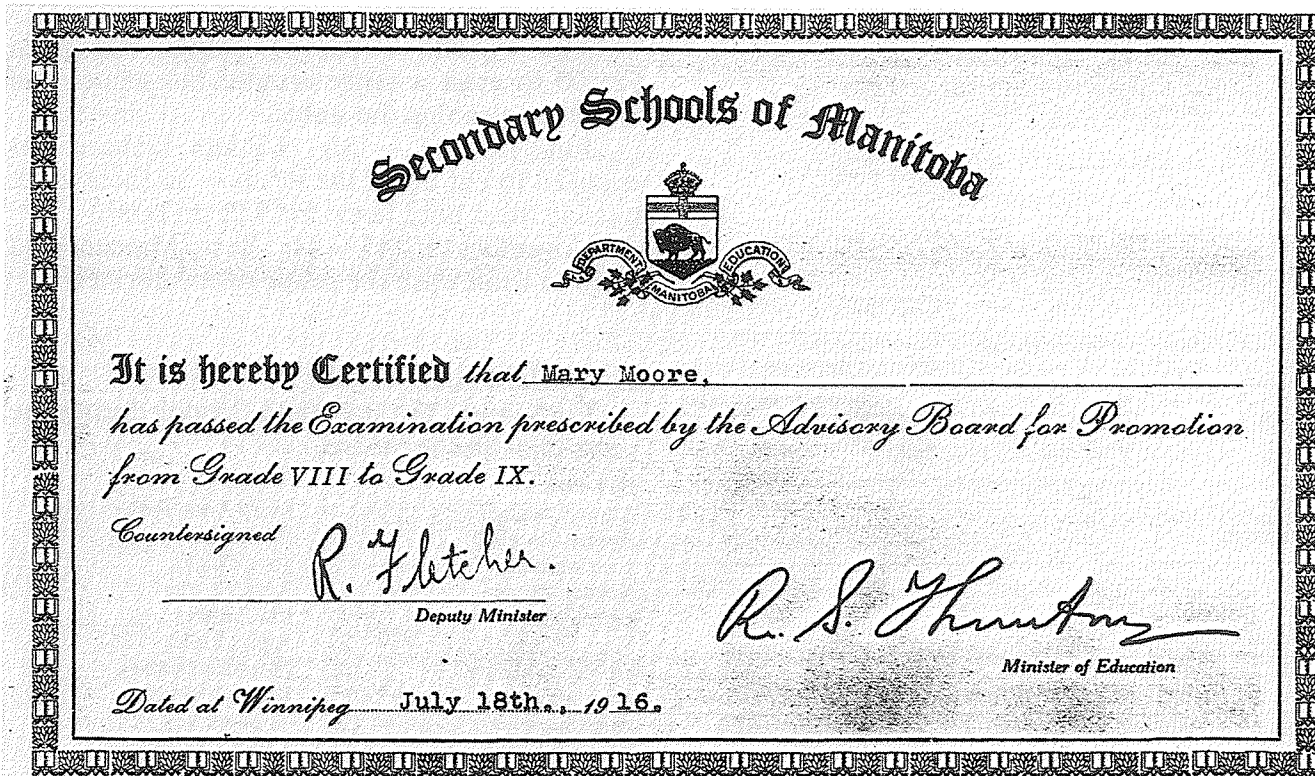 Secondary Schools of Manitoba
DEPARTMENT EDUCATION
MANITOBA
It is hereby Certified that Mary Moore,
has passed the Examination prescribed by the Advisory Board for Promotion
from Grade VIII to Grade IX.
Countersigned R. Fletcher.
Deputy Minister
R. S. Thornton
Minister of Education
Dated at Winnipeg July 18th., 1916.